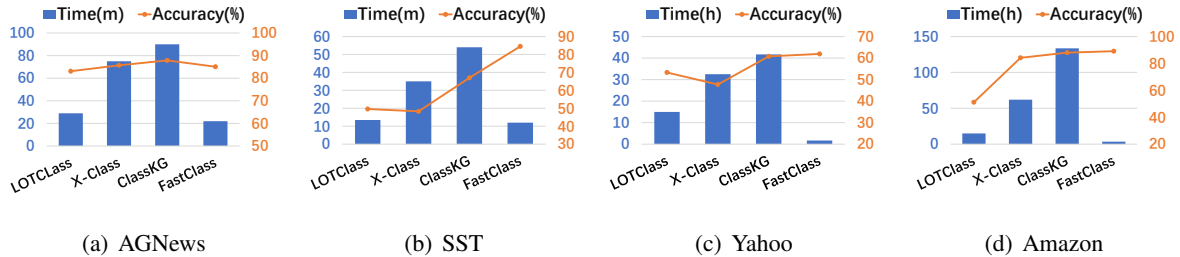 Time(m) Accuracy(%)
100 100
80 90
60 80
40 70
20 60
0 50
LOTCLass X-Class ClassKG FastClass
(a) AGNews
Time(m) Accuracy(%)
60 90
50 80
40 70
30 60
20 50
10 40
0 30
LOTClass X-Class ClassKG FastClass
(b) SST
Time(h) Accuracy(%)
50 70
40 60
30 50
20 40
10 30
0 20
LOTClass X-Class ClassKG FastClass
(c) Yahoo
Time(h) Accuracy(%)
150 100
100 80
50 60
0 40
20
LOTClass X-Class ClassKG FastClass
(d) Amazon